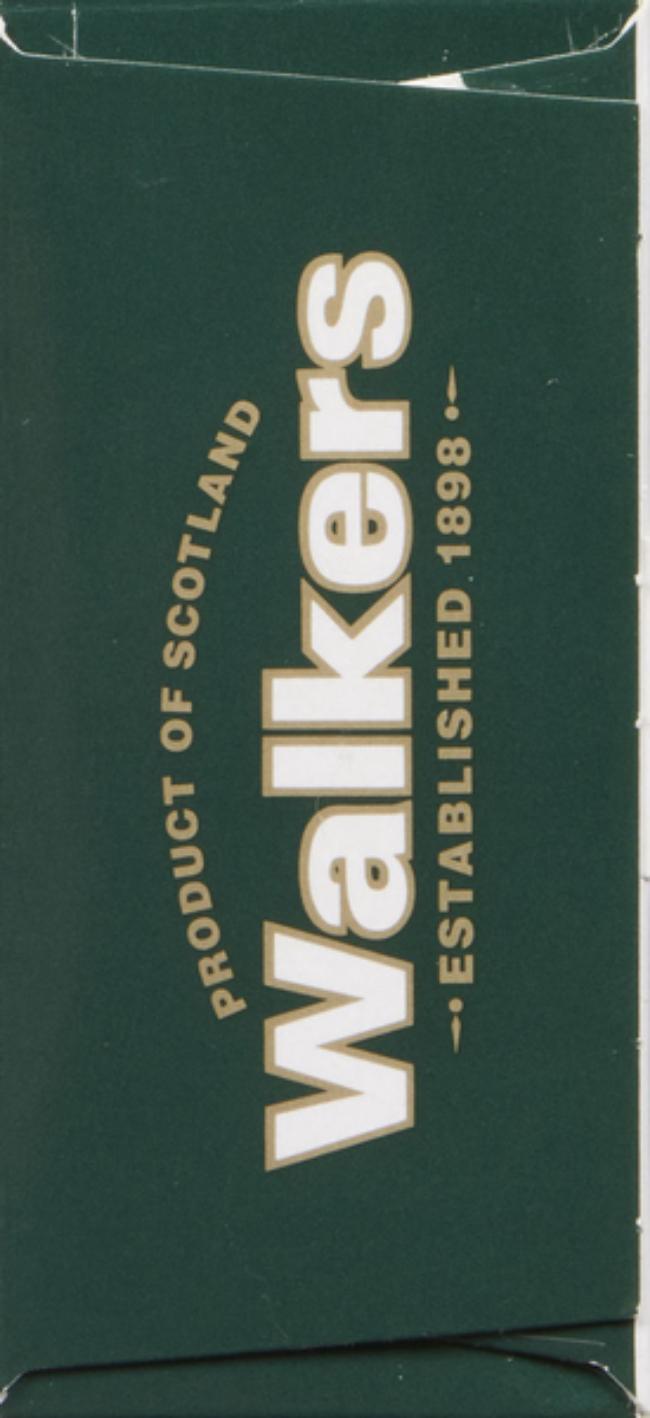 PRODUCT OF SCOTLAND
Walkers
ESTABLISHED 1898